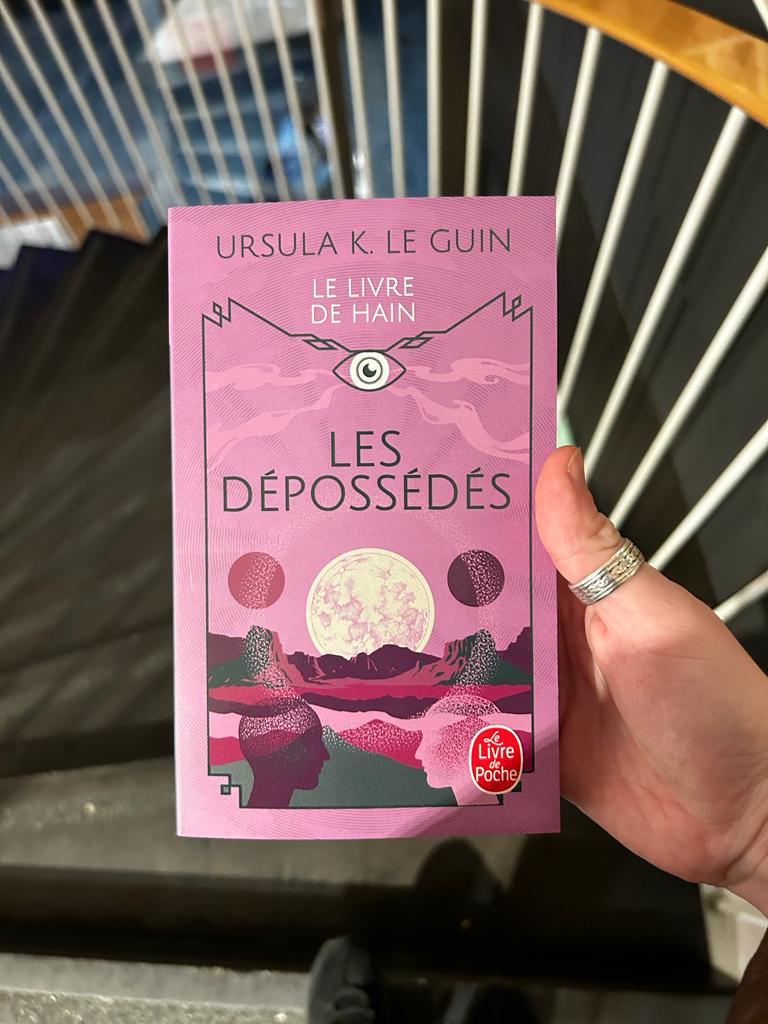 URSULA K. LE GUIN
LE LIVRE
DE HAIN
LES
DÉPOSSÉDÉS
Le
Livre
de
Poche